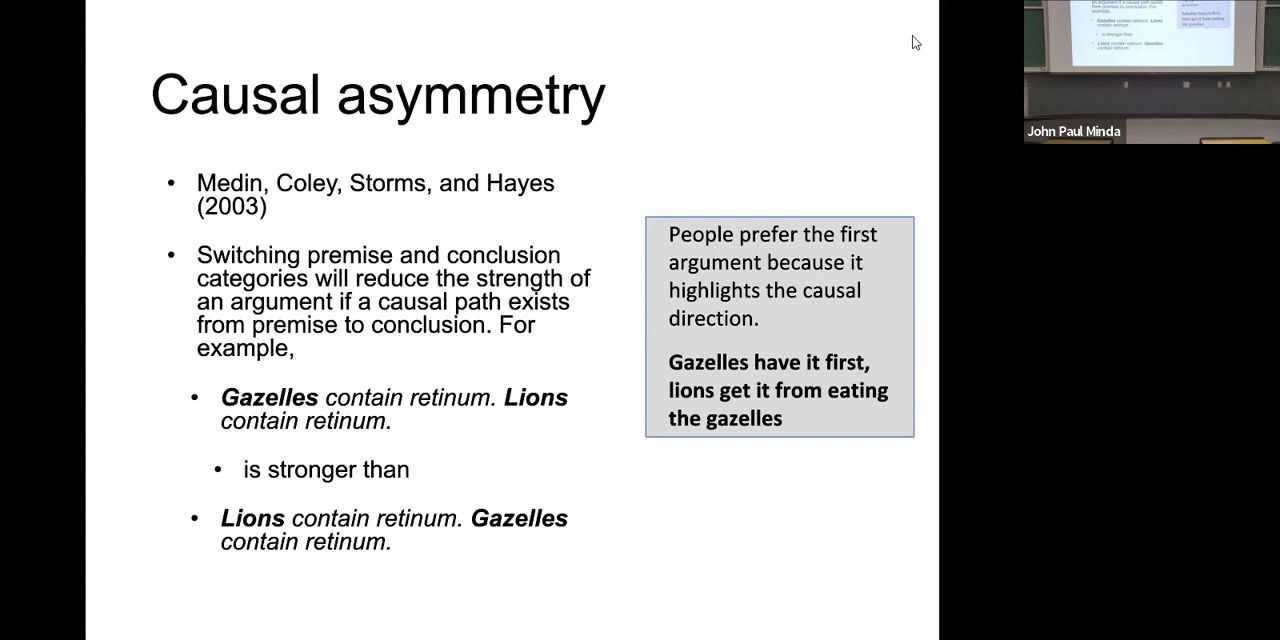 Causal asymmetry
• Medin, Coley, Storms, and Hayes
(2003)
• Switching premise and conclusion
categories will reduce the strength of
an argument if a causal path exists
from premise to conclusion. For
example,
• Gazelles contain retinum. Lions
contain retinum.
• is stronger than
• Lions contain retinum. Gazelles
contain retinum.
People prefer the first
argument because it
highlights the causal
direction.
Gazelles have it first,
lions get it from eating
the gazelles
John Paul Minda